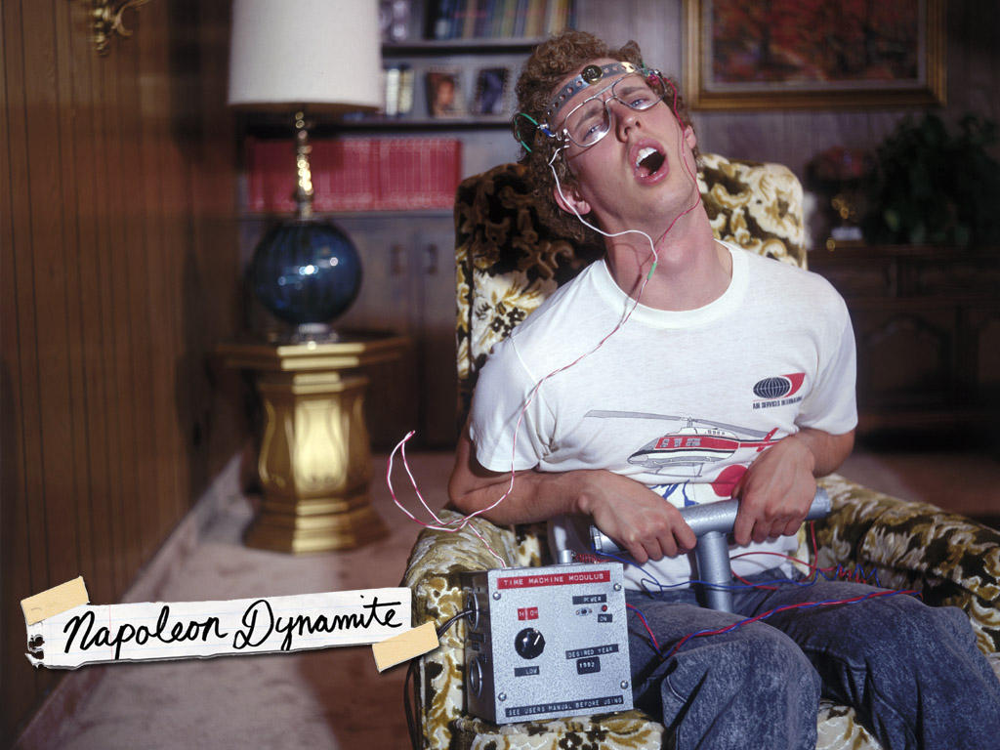 Napoleon Dynamite
TIME MACHINE MODULUS
POWER
HIGH
ON
DESIRED YEAR
LOW
1982
SEE USERS MANUAL BEFORE USING